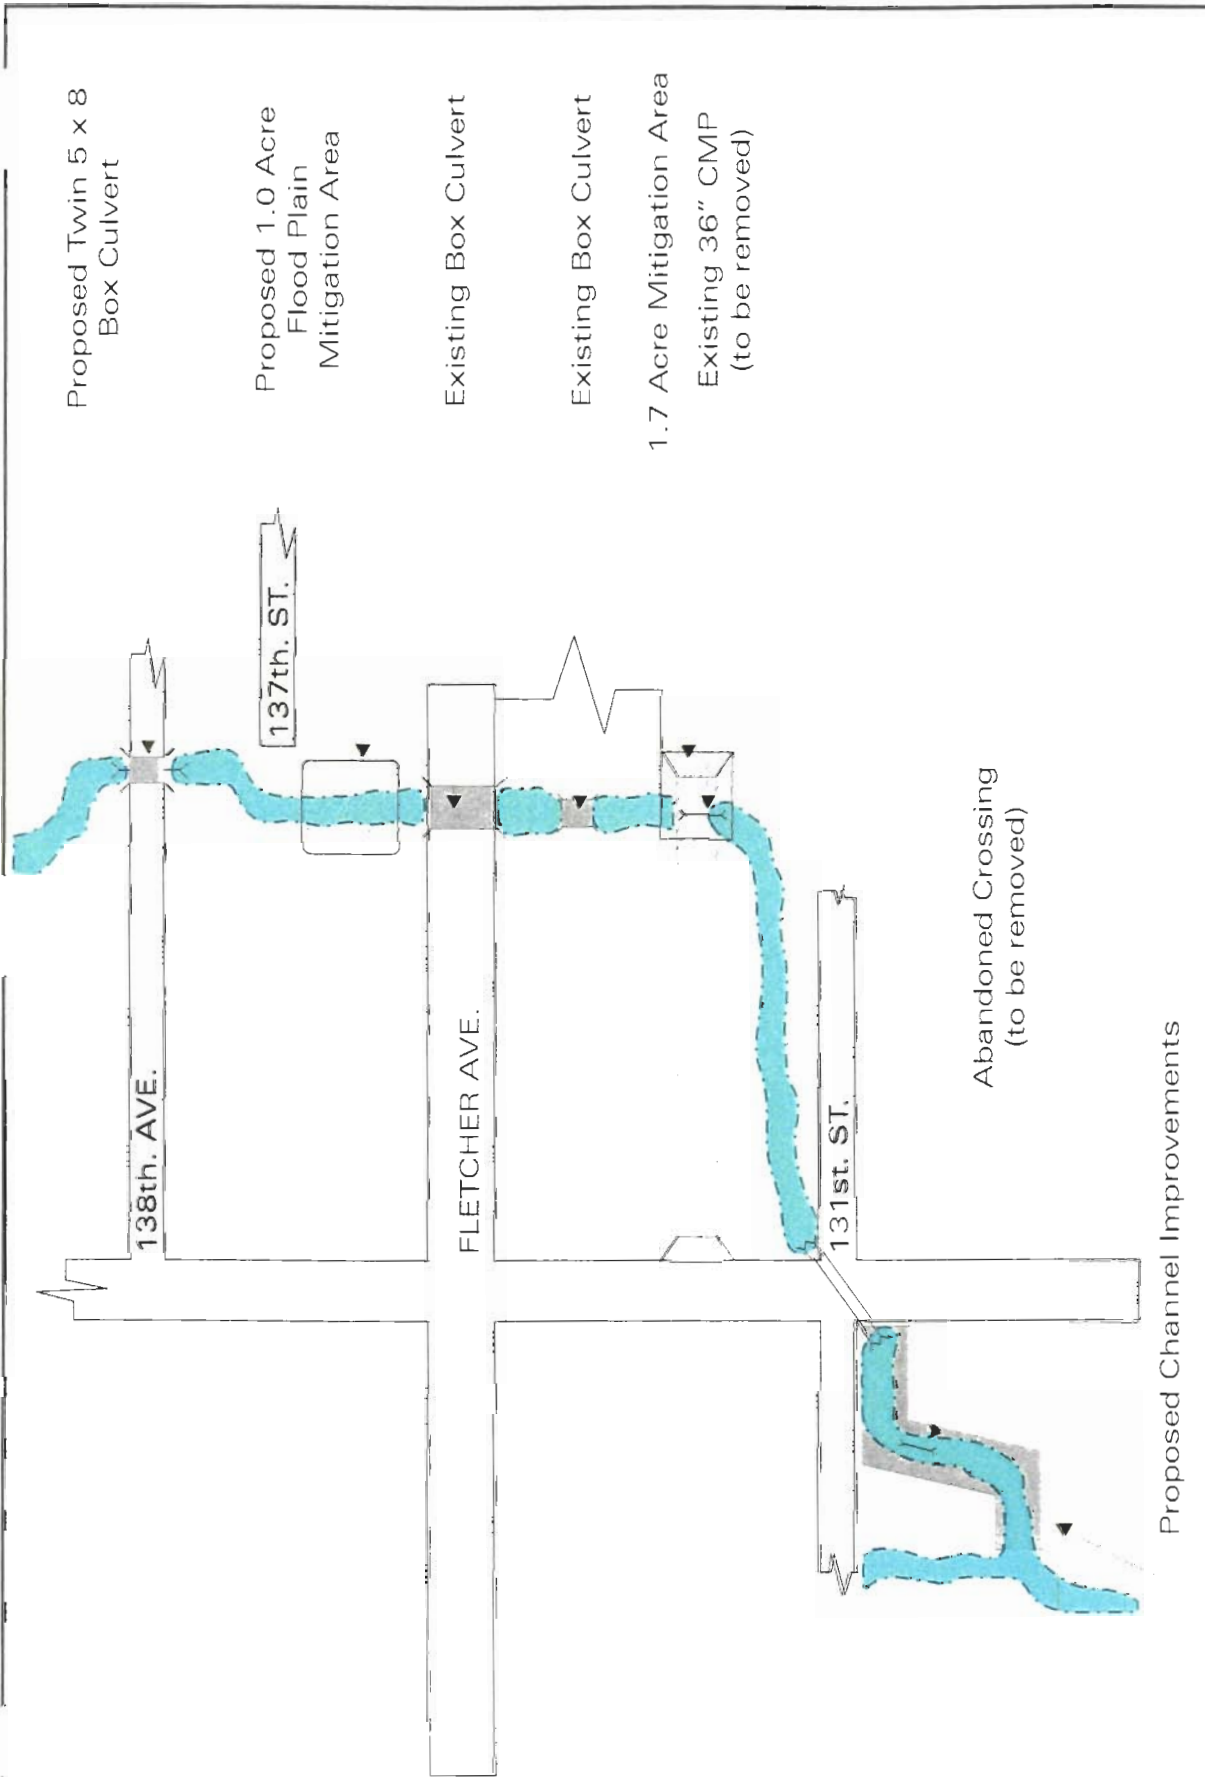 Proposed Twin 5 x 8
Box Culvert
Proposed 1.0 Acre
Flood Plain
Mitigation Area
Existing Box Culvert
Existing Box Culvert
1.7 Acre Mitigation Area
Existing 36" CMP
(to be removed)
137th. ST.
138th. AVE.
FLETCHER AVE.
131st. ST.
Abandoned Crossing
(to be removed)
Proposed Channel Improvements